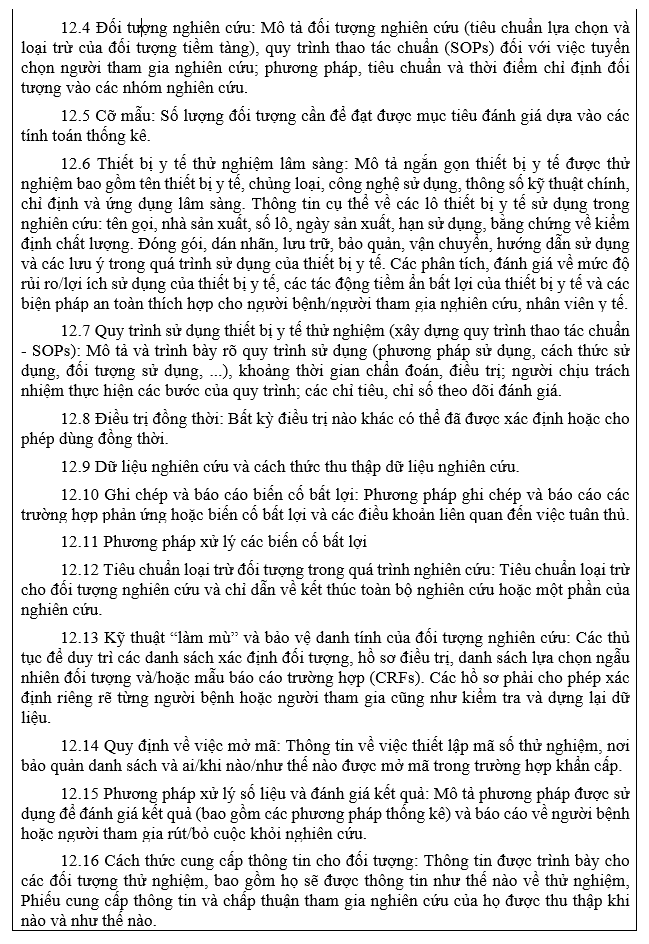 12.4 Đối tượng nghiên cứu: Mô tả đối tượng nghiên cứu (tiêu chuẩn lựa chọn và
loại trừ của đối tượng tiềm tàng), quy trình thao tác chuẩn (SOPs) đối với việc tuyển
chọn người tham gia nghiên cứu; phương pháp, tiêu chuẩn và thời điểm chỉ định đối
tượng vào các nhóm nghiên cứu.
12.5 Cỡ mẫu: Số lượng đối tượng cần để đạt được mục tiêu đánh giá dựa vào các
tính toán thống kê.
12.6 Thiết bị y tế thử nghiệm lâm sàng: Mô tả ngắn gọn thiết bị y tế được thử
nghiệm bao gồm tên thiết bị y tế, chủng loại, công nghệ sử dụng, thông số kỹ thuật chính,
chỉ định và ứng dụng lâm sàng. Thông tin cụ thể về các lô thiết bị y tế sử dụng trong
nghiên cứu: tên gọi, nhà sản xuất, số lô, ngày sản xuất, hạn sử dụng, bằng chứng về kiểm
định chất lượng. Đóng gói, dán nhãn, lưu trữ, bảo quản, vận chuyển, hướng dẫn sử dụng
và các lưu ý trong quá trình sử dụng của thiết bị y tế. Các phân tích, đánh giá về mức độ
rủi ro/lợi ích sử dụng của thiết bị y tế, các tác động tiềm ẩn bất lợi của thiết bị y tế và các
biện pháp an toàn thích hợp cho người bệnh/người tham gia nghiên cứu, nhân viên y tế.
12.7 Quy trình sử dụng thiết bị y tế thử nghiệm (xây dựng quy trình thao tác chuẩn
- SOPs): Mô tả và trình bày rõ quy trình sử dụng (phương pháp sử dụng, cách thức sử
dụng, đối tượng sử dụng, ...), khoảng thời gian chẩn đoán, điều trị; người chịu trách
nhiệm thực hiện các bước của quy trình; các chỉ tiêu, chỉ số theo dõi đánh giá.
12.8 Điều trị đồng thời: Bất kỳ điều trị nào khác có thể đã được xác định hoặc cho
phép dùng đồng thời.
12.9 Dữ liệu nghiên cứu và cách thức thu thập dữ liệu nghiên cứu.
12.10 Ghi chép và báo cáo biến cố bất lợi: Phương pháp ghi chép và báo cáo các
trường hợp phản ứng hoặc biến cố bất lợi và các điều khoản liên quan đến việc tuân thủ.
12.11 Phương pháp xử lý các biến cố bất lợi
12.12 Tiêu chuẩn loại trừ đối tượng trong quá trình nghiên cứu: Tiêu chuẩn loại trừ
cho đối tượng nghiên cứu và chỉ dẫn về kết thúc toàn bộ nghiên cứu hoặc một phần của
nghiên cứu.
12.13 Kỹ thuật “làm mù” và bảo vệ danh tính của đối tượng nghiên cứu: Các thủ
tục để duy trì các danh sách xác định đối tượng, hồ sơ điều trị, danh sách lựa chọn ngẫu
nhiên đối tượng và/hoặc mẫu báo cáo trường hợp (CRFs). Các hồ sơ phải cho phép xác
định riêng rẽ từng người bệnh hoặc người tham gia cũng như kiểm tra và dựng lại dữ
liệu.
12.14 Quy định về việc mở mã: Thông tin về việc thiết lập mã số thử nghiệm, nơi
bảo quản danh sách và ai/khi nào/như thế nào được mở mã trong trường hợp khẩn cấp.
12.15 Phương pháp xử lý số liệu và đánh giá kết quả: Mô tả phương pháp được sử
dụng để đánh giá kết quả (bao gồm các phương pháp thống kê) và báo cáo về người bệnh
hoặc người tham gia rút/bỏ cuộc khỏi nghiên cứu.
12.16 Cách thức cung cấp thông tin cho đối tượng: Thông tin được trình bày cho
các đối tượng thử nghiệm, bao gồm họ sẽ được thông tin như thế nào về thử nghiệm,
Phiếu cung cấp thông tin và chấp thuận tham gia nghiên cứu của họ được thu thập khi
nào và như thế nào.